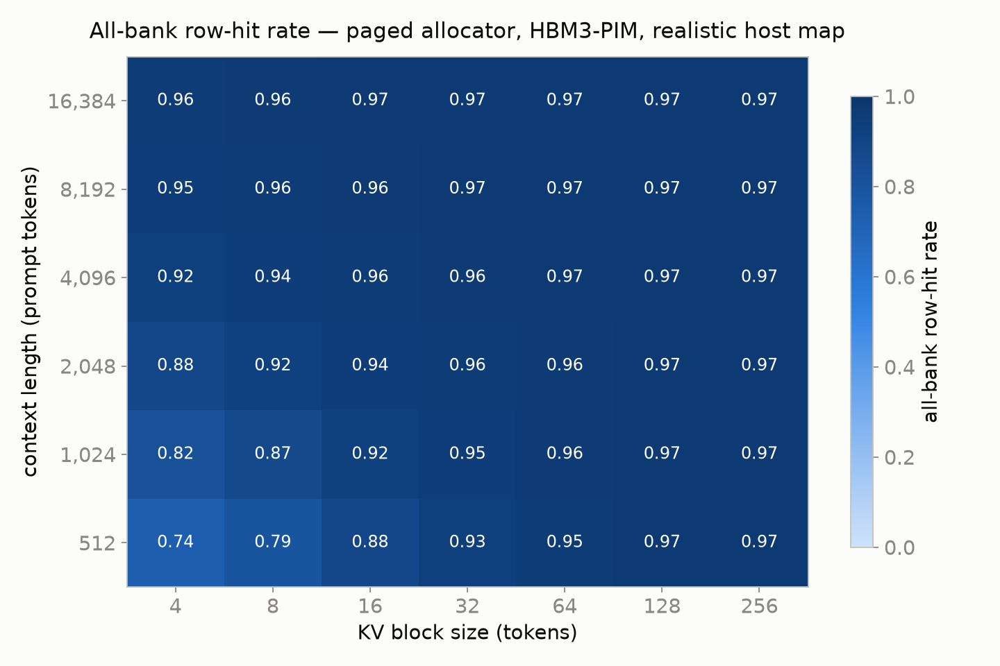 All-bank row-hit rate — paged allocator, HBM3-PIM, realistic host map
context length (prompt tokens)
16,384 0.96 0.96 0.97 0.97 0.97 0.97 0.97
8,192 0.95 0.96 0.96 0.97 0.97 0.97 0.97
4,096 0.92 0.94 0.96 0.96 0.97 0.97 0.97
2,048 0.88 0.92 0.94 0.96 0.96 0.97 0.97
1,024 0.82 0.87 0.92 0.95 0.96 0.97 0.97
512 0.74 0.79 0.88 0.93 0.95 0.97 0.97
4 8 16 32 64 128 256
KV block size (tokens)
1.0
0.8
0.6
0.4
0.2
0.0
all-bank row-hit rate